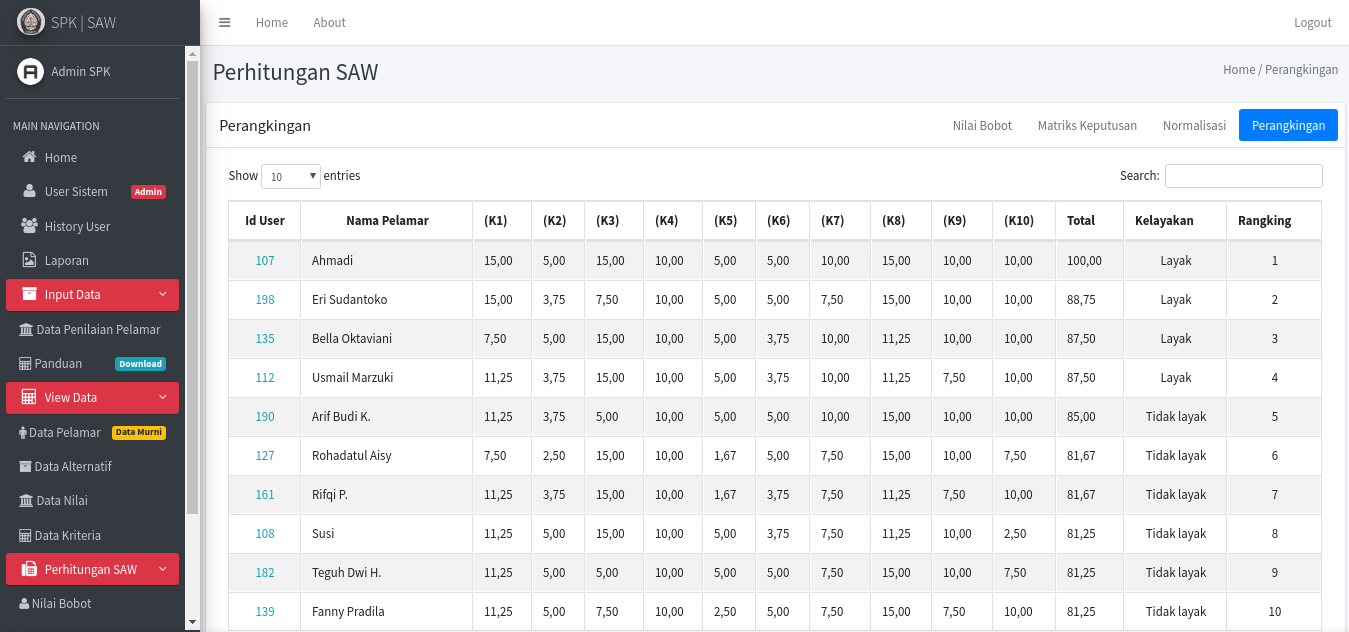 SPK | SAW
Home About Logout
Admin SPK
MAIN NAVIGATION
Home
User Sistem Admin
History User
Laporan
Input Data
Data Penilaian Pelamar
Panduan Download
View Data
Data Pelamar Data Murni
Data Alternatif
Data Nilai
Data Kriteria
Perhitungan SAW
Nilai Bobot
Perhitungan SAW
Home / Perangkingan
Perangkingan
Nilai Bobot Matriks Keputusan Normalisasi Perangkingan
Show 10 entries Search:
Id User Nama Pelamar (K1) (K2) (K3) (K4) (K5) (K6) (K7) (K8) (K9) (K10) Total Kelayakan Rangking
107 Ahmadi 15,00 5,00 15,00 10,00 5,00 5,00 10,00 15,00 10,00 10,00 100,00 Layak 1
198 Eri Sudantoko 15,00 3,75 7,50 10,00 5,00 5,00 7,50 15,00 10,00 10,00 88,75 Layak 2
135 Bella Oktaviani 7,50 5,00 15,00 10,00 5,00 3,75 10,00 11,25 10,00 10,00 87,50 Layak 3
112 Usmail Marzuki 11,25 3,75 15,00 10,00 5,00 3,75 10,00 11,25 7,50 10,00 87,50 Layak 4
190 Arif Budi K. 11,25 3,75 5,00 10,00 5,00 5,00 10,00 15,00 10,00 10,00 85,00 Tidak layak 5
127 Rohadatul Aisy 7,50 2,50 15,00 10,00 1,67 5,00 7,50 15,00 10,00 7,50 81,67 Tidak layak 6
161 Rifqi P. 11,25 3,75 15,00 10,00 1,67 3,75 7,50 11,25 7,50 10,00 81,67 Tidak layak 7
108 Susi 11,25 5,00 15,00 10,00 5,00 3,75 7,50 11,25 10,00 2,50 81,25 Tidak layak 8
182 Teguh Dwi H. 11,25 5,00 5,00 10,00 5,00 5,00 7,50 15,00 10,00 7,50 81,25 Tidak layak 9
139 Fanny Pradila 11,25 5,00 7,50 10,00 2,50 5,00 7,50 15,00 7,50 10,00 81,25 Tidak layak 10